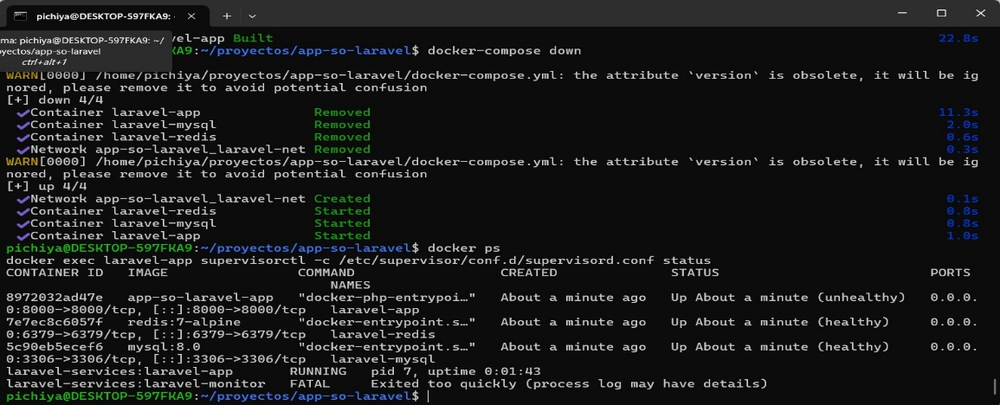 pichiya@DESKTOP-597FKA9: 
ma: pichiya@DESKTOP-597FKA9: ~/
oyectos/app-so-laravel
ctrl+alt+1
vel-app Built 22.8s
KA9:~/proyectos/app-so-laravel$ docker-compose down
WARN[0000] /home/pichiya/proyectos/app-so-laravel/docker-compose.yml: the attribute `version` is obsolete, it will be ig
nored, please remove it to avoid potential confusion
[+] down 4/4
✔Container laravel-app Removed 11.3s
✔Container laravel-mysql Removed 2.0s
✔Container laravel-redis Removed 0.6s
✔Network app-so-laravel_laravel-net Removed 0.3s
WARN[0000] /home/pichiya/proyectos/app-so-laravel/docker-compose.yml: the attribute `version` is obsolete, it will be ig
nored, please remove it to avoid potential confusion
[+] up 4/4
✔Network app-so-laravel_laravel-net Created 0.1s
✔Container laravel-redis Started 0.8s
✔Container laravel-mysql Started 0.8s
✔Container laravel-app Started 1.0s
pichiya@DESKTOP-597FKA9:~/proyectos/app-so-laravel$ docker ps
docker exec laravel-app supervisorctl -c /etc/supervisor/conf.d/supervisord.conf status
CONTAINER ID IMAGE COMMAND CREATED STATUS PORTS
NAMES
8972032ad47e app-so-laravel-app "docker-php-entrypoi…" About a minute ago Up About a minute (unhealthy) 0.0.0.
0:8000->8000/tcp, [::]:8000->8000/tcp laravel-app
7e7ec8c6057f redis:7-alpine "docker-entrypoint.s…" About a minute ago Up About a minute (healthy) 0.0.0.
0:6379->6379/tcp, [::]:6379->6379/tcp laravel-redis
5c90eb5ecef6 mysql:8.0 "docker-entrypoint.s…" About a minute ago Up About a minute (healthy) 0.0.0.
0:3306->3306/tcp, [::]:3306->3306/tcp laravel-mysql
laravel-services:laravel-app RUNNING pid 7, uptime 0:01:43
laravel-services:laravel-monitor FATAL Exited too quickly (process log may have details)
pichiya@DESKTOP-597FKA9:~/proyectos/app-so-laravel$